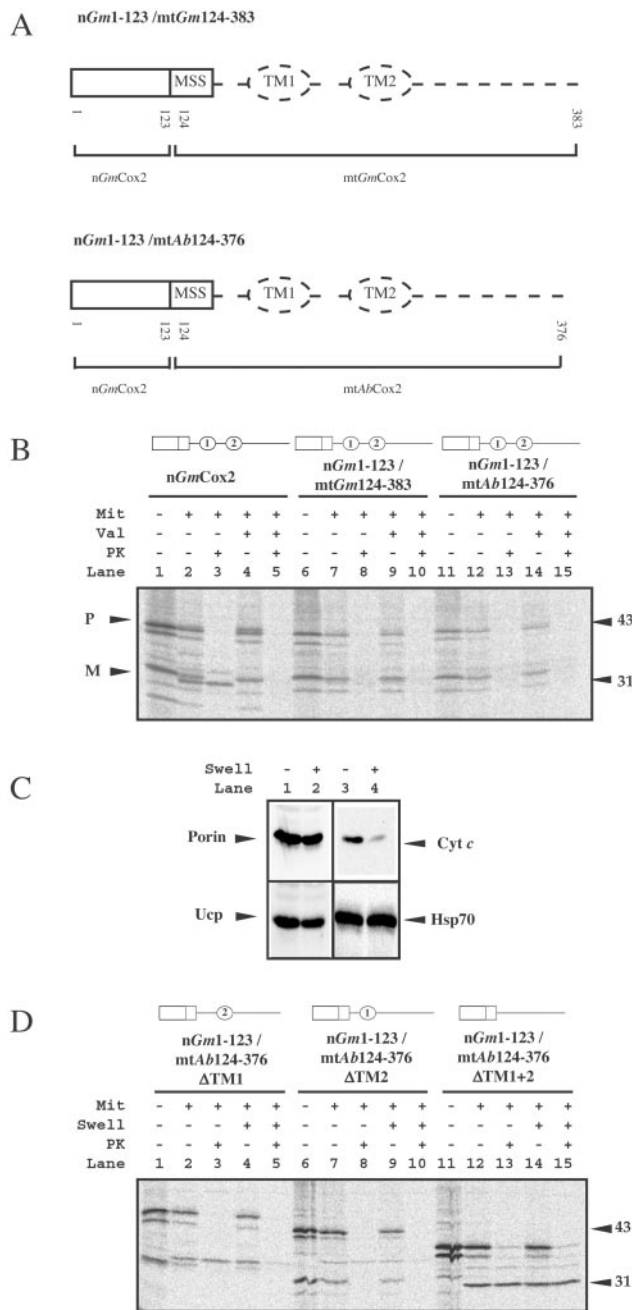 A
nGm1-123 /mtGm124-383
MSS TM1 TM2
1 123 124 383
nGmCox2 mtGmCox2
nGm1-123 /mtAb124-376
MSS TM1 TM2
1 123 124 376
nGmCox2 mtAbCox2
B
1 2 1 2 1 2
nGmCox2 nGm1-123 / mtGm124-383 nGm1-123 / mtAb124-376
Mit - + + + + - + + + + - + + + +
Val - - - + + - - - + + - - - + +
PK - - + - + - - + - + - - + - +
Lane 1 2 3 4 5 6 7 8 9 10 11 12 13 14 15
P 43
M 31
C
Swell - + - +
Lane 1 2 3 4
Porin Cyt c
Ucp Hsp70
D
2 1
nGm1-123 / nGm1-123 / nGm1-123 /
mtAb124-376 mtAb124-376 mtAb124-376
ΔTM1 ΔTM2 ΔTM1+2
Mit - + + + + - + + + + - + + + +
Swell - - - + + - - - + + - - - + +
PK - - + - + - - + - + - - + - +
Lane 1 2 3 4 5 6 7 8 9 10 11 12 13 14 15
43
31